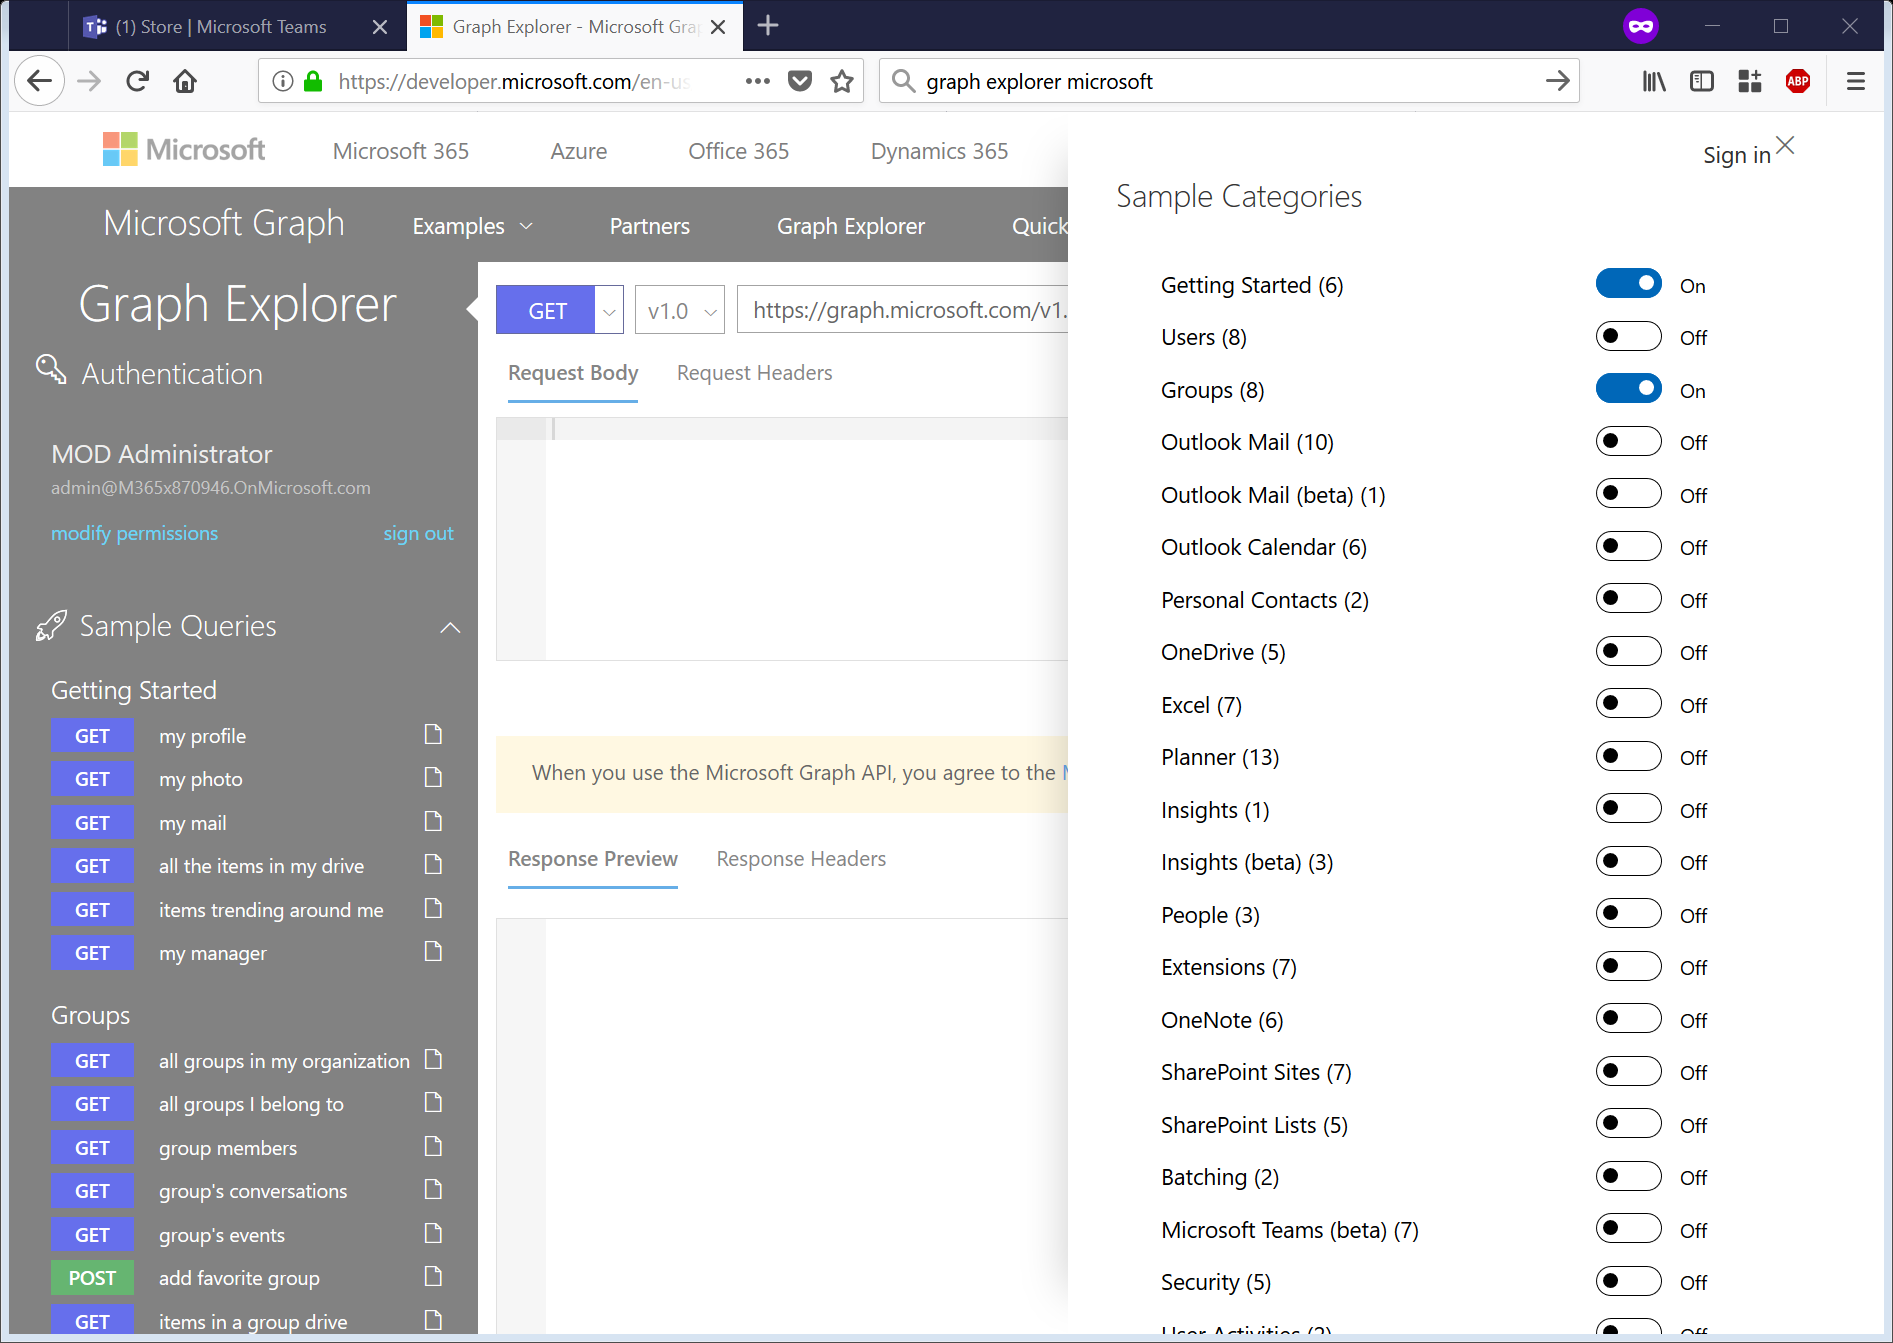 (1) Store | Microsoft Teams
Graph Explorer - Microsoft Gra
https://developer.microsoft.com/en-us
graph explorer microsoft
ABP
Microsoft
Microsoft 365
Azure
Office 365
Dynamics 365
Sign in
Sample Categories
Microsoft Graph
Examples
Partners
Graph Explorer
Quick
Graph Explorer
Authentication
MOD Administrator
admin@M365x870946.OnMicrosoft.com
modify permissions
sign out
Sample Queries
Getting Started
GET my profile
GET my photo
GET my mail
GET all the items in my drive
GET items trending around me
GET my manager
Groups
GET all groups in my organization
GET all groups I belong to
GET group members
GET group's conversations
GET group's events
POST add favorite group
GET items in a group drive
GET
v1.0
https://graph.microsoft.com/v1.
Request Body
Request Headers
When you use the Microsoft Graph API, you agree to the
Response Preview
Response Headers
Getting Started (6) On
Users (8) Off
Groups (8) On
Outlook Mail (10) Off
Outlook Mail (beta) (1) Off
Outlook Calendar (6) Off
Personal Contacts (2) Off
OneDrive (5) Off
Excel (7) Off
Planner (13) Off
Insights (1) Off
Insights (beta) (3) Off
People (3) Off
Extensions (7) Off
OneNote (6) Off
SharePoint Sites (7) Off
SharePoint Lists (5) Off
Batching (2) Off
Microsoft Teams (beta) (7) Off
Security (5) Off
User Activities Off